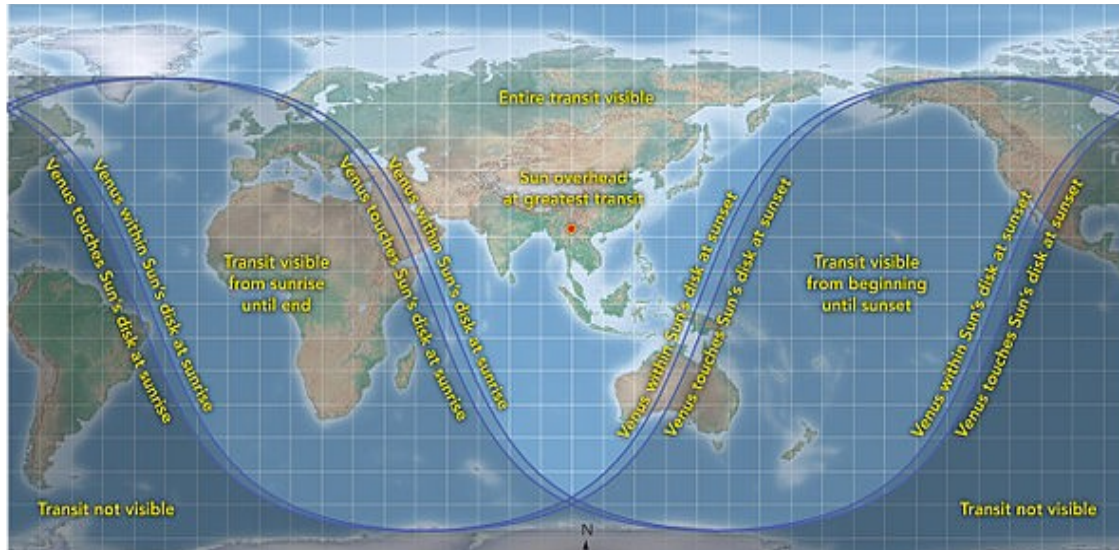 Entire transit visible
Sun overhead
at greatest transit
Venus touches Sun's disk at sunrise
Venus within Sun's disk at sunrise
Transit visible
from sunrise
until end
Venus touches Sun's disk at sunrise
Venus within Sun's disk at sunrise
Venus within Sun's disk at sunset
Venus touches Sun's disk at sunset
Transit visible
from beginning
until sunset
Venus within Sun's disk at sunset
Venus touches Sun's disk at sunset
Transit not visible
Transit not visible
N